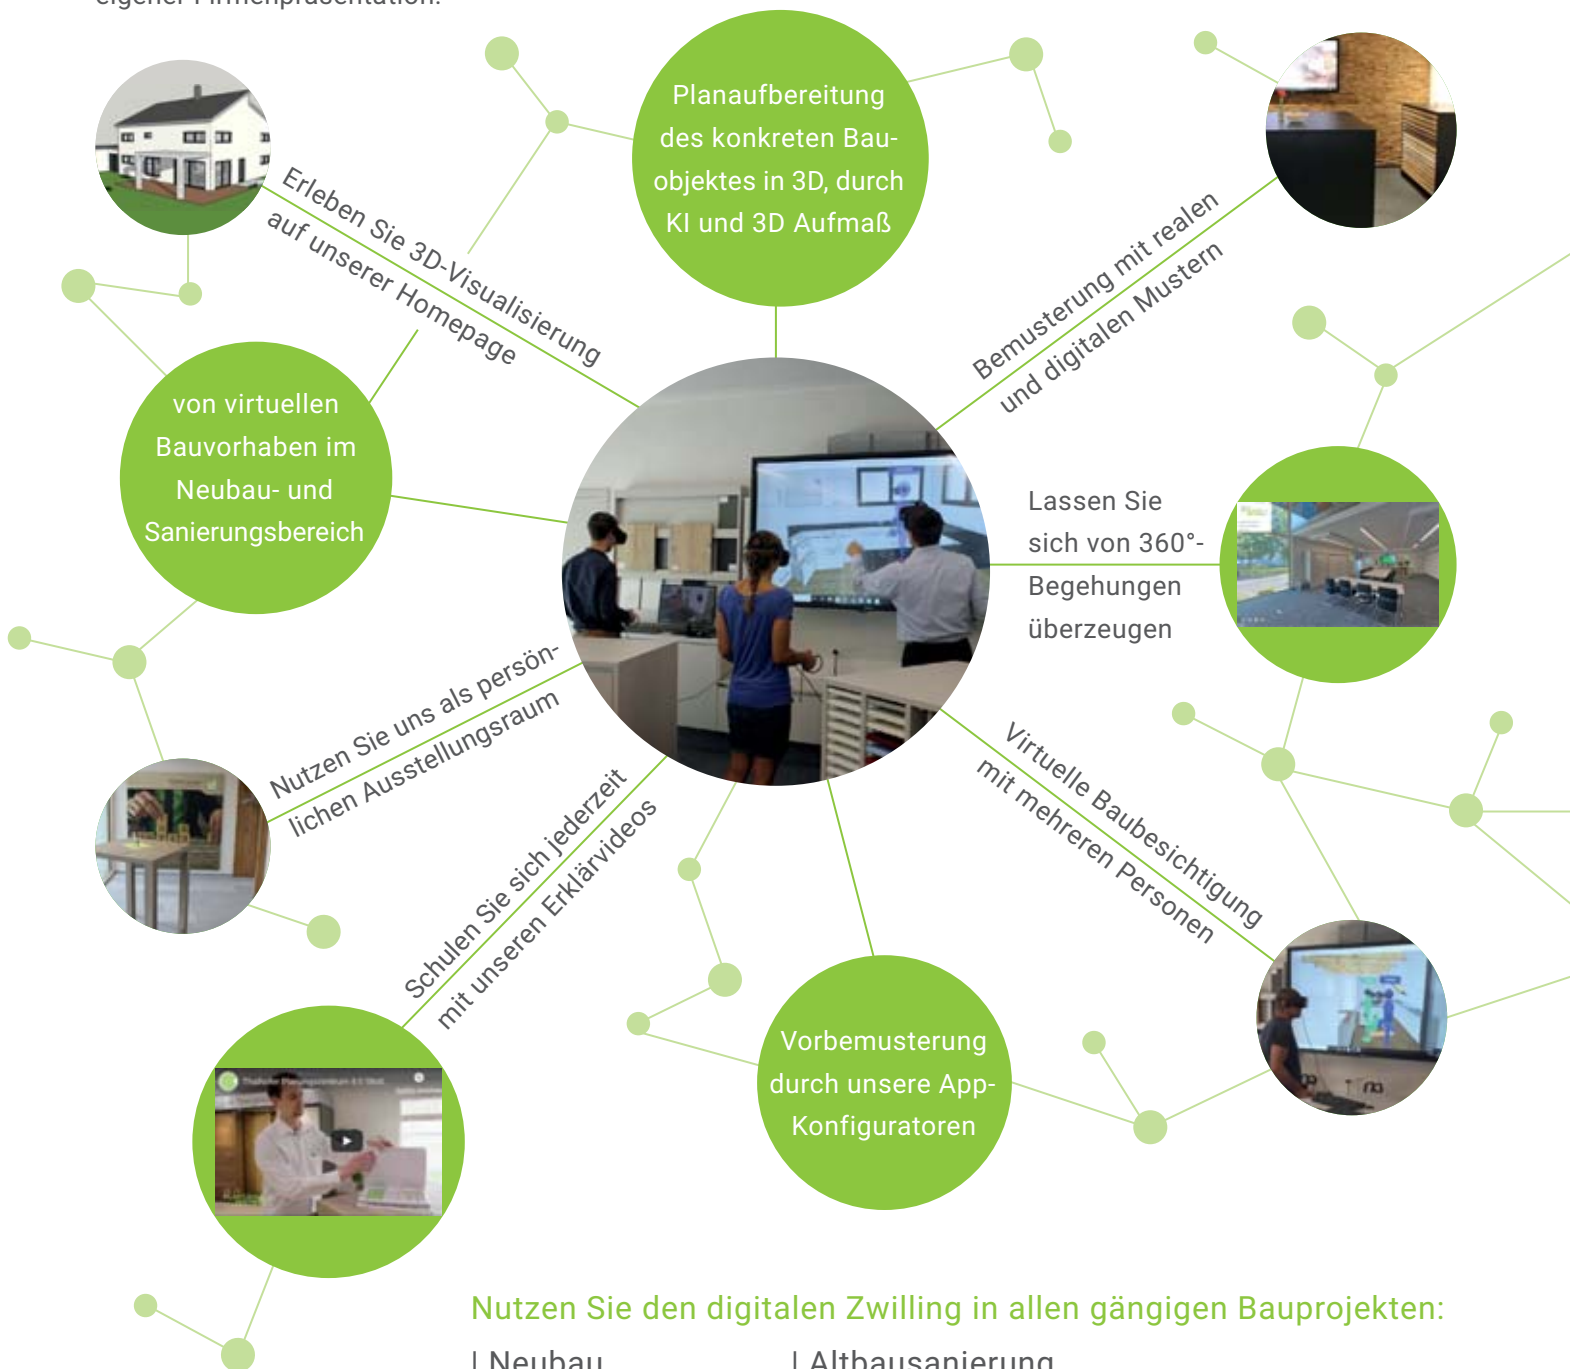 eigener Firmenpräsentation.
Planaufbereitung
des konkreten Bau-
objektes in 3D, durch
KI und 3D Aufmaß
Erleben Sie 3D-Visualisierung
auf unserer Homepage
Bemusterung mit realen
und digitalen Mustern
von virtuellen
Bauvorhaben im
Neubau- und
Sanierungsbereich
Lassen Sie
sich von 360°-
Begehungen
überzeugen
Nutzen Sie uns als persön-
lichen Ausstellungsraum
Virtuelle Baubesichtigung
mit mehreren Personen
Schulen Sie sich jederzeit
mit unseren Erklärvideos
Vorbemusterung
durch unsere App-
Konfiguratoren
Nutzen Sie den digitalen Zwilling in allen gängigen Bauprojekten:
| Neubau | Altbausanierung